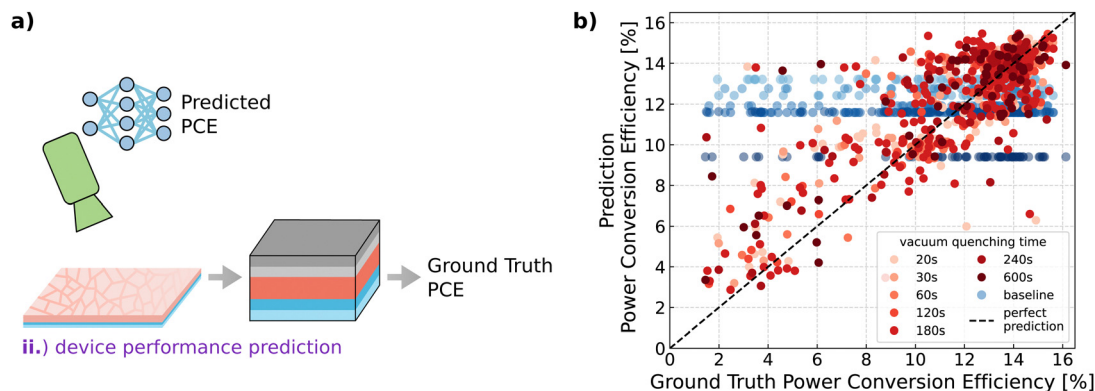 a)
Predicted
PCE
Ground Truth
PCE
ii.) device performance prediction
b)
Prediction
Power Conversion Efficiency [%]
16
14
12
10
8
6
4
2
0
0 2 4 6 8 10 12 14 16
Ground Truth Power Conversion Efficiency [%]
vacuum quenching time
20s
30s
60s
120s
180s
240s
600s
baseline
perfect
prediction